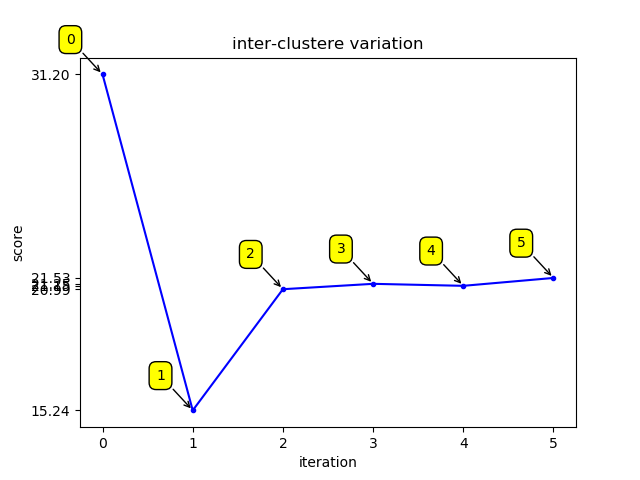 inter-clustere variation
0
1
2
3
4
5
score
31.20
21.53
20.99
15.24
0 1 2 3 4 5
iteration